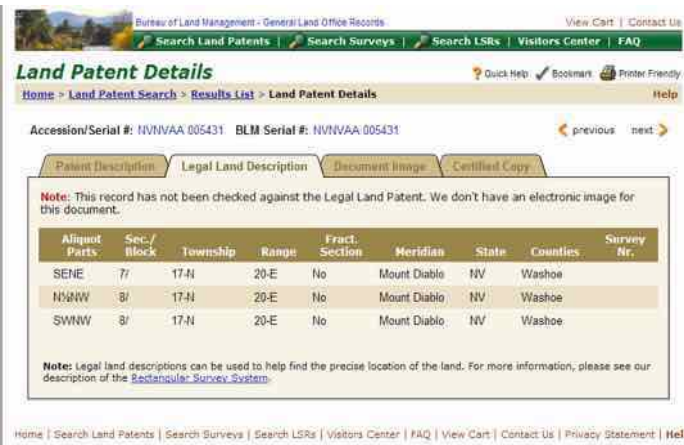 Bureau of Land Management - General Land Office Records View Cart | Contact Us
Search Land Patents | Search Surveys | Search LSRs | Visitors Center | FAQ
Land Patent Details
Quick Help Bookmark Printer Friendly
Home > Land Patent Search > Results List > Land Patent Details Help
Accession/Serial #: NVNVAA 005431 BLM Serial #: NVNVAA 005431 previous next
Patent Description Legal Land Description Document Image Certified Copy
Note: This record has not been checked against the Legal Land Patent. We don't have an electronic image for
this document.
Aliquot Parts Sec./ Block Township Range Fract. Section Meridian State Counties Survey Nr.
SENE 7/ 17-N 20-E No Mount Diablo NV Washoe
N½NW 8/ 17-N 20-E No Mount Diablo NV Washoe
SWNW 8/ 17-N 20-E No Mount Diablo NV Washoe
Note: Legal land descriptions can be used to help find the precise location of the land. For more information, please see our
description of the Rectangular Survey System.
Home | Search Land Patents | Search Surveys | Search LSRs | Visitors Center | FAQ | View Cart | Contact Us | Privacy Statement | Hel